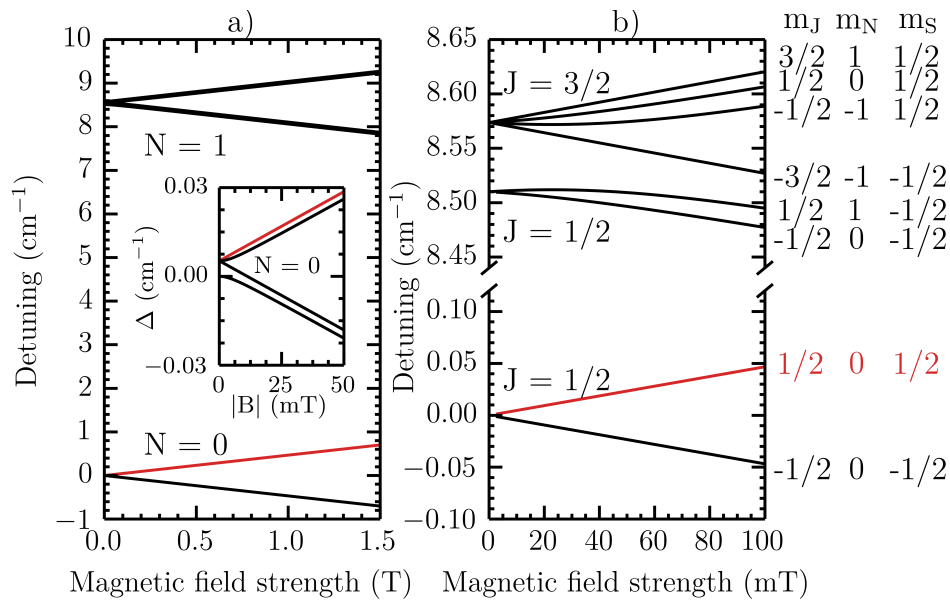 a)
b)
m_J m_N m_S
Detuning (cm⁻¹)
10
9
8
7
6
5
4
3
2
1
0
−1
N = 1
N = 0
0.0 0.5 1.0 1.5
Magnetic field strength (T)
Δ (cm⁻¹)
0.03
0.00
−0.03
N = 0
0 25 50
|B| (mT)
Detuning (cm⁻¹)
8.65
8.60
8.55
8.50
8.45
0.10
0.05
0.00
−0.05
−0.10
J = 3/2
J = 1/2
J = 1/2
0 20 40 60 80 100
Magnetic field strength (mT)
3/2 1 1/2
1/2 0 1/2
-1/2 -1 1/2
-3/2 -1 -1/2
1/2 1 -1/2
-1/2 0 -1/2
1/2 0 1/2
-1/2 0 -1/2